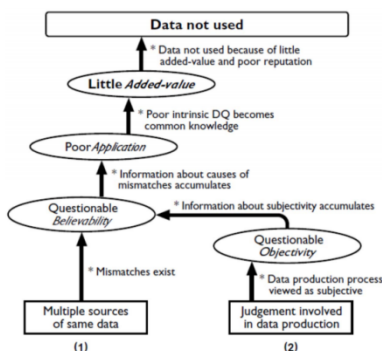 Data not used
* Data not used because of little
added-value and poor reputation
Little Added-value
* Poor intrinsic DQ becomes
common knowledge
Poor Application
* Information about causes of
mismatches accumulates
Questionable
Believability
* Information about subjectivity accumulates
Questionable
Objectivity
* Mismatches exist
* Data production process
viewed as subjective
Multiple sources
of same data
Judgement involved
in data production
(1)
(2)